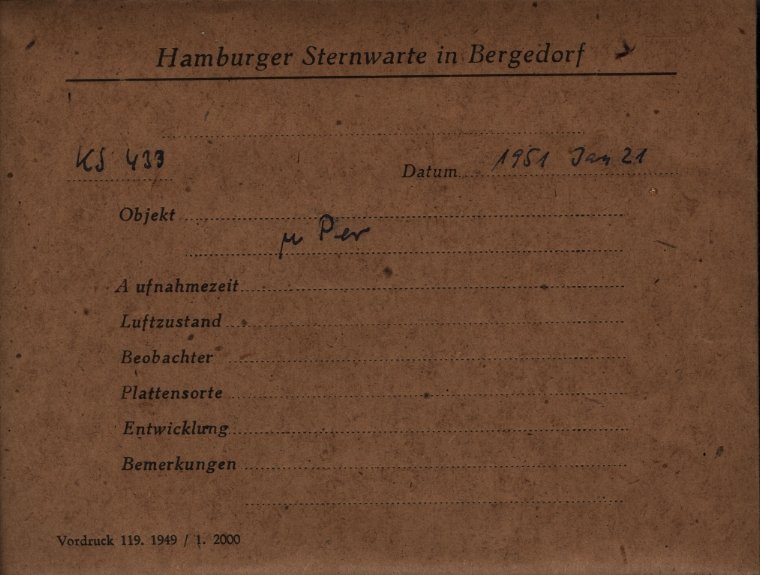 Hamburger Sternwarte in Bergedorf
KS 433
Datum 1951 Jan 21
Objekt
μ Per
Aufnahmezeit
Luftzustand
Beobachter
Plattensorte
Entwicklung
Bemerkungen
Vordruck 119. 1949 / 1. 2000